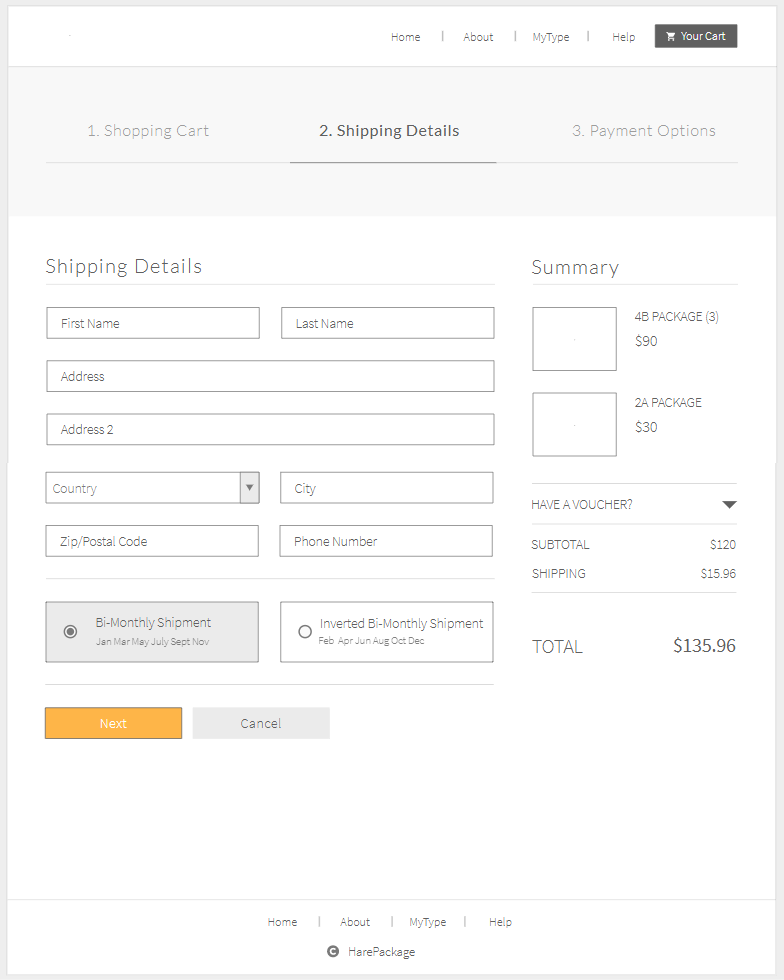 Home | About | MyType | Help Your Cart
1. Shopping Cart 2. Shipping Details 3. Payment Options
Shipping Details
First Name Last Name
Address
Address 2
Country City
Zip/Postal Code Phone Number
Bi-Monthly Shipment
Jan Mar May July Sept Nov
Inverted Bi-Monthly Shipment
Feb Apr Jun Aug Oct Dec
Next Cancel
Summary
4B PACKAGE (3)
$90
2A PACKAGE
$30
HAVE A VOUCHER?
SUBTOTAL $120
SHIPPING $15.96
TOTAL $135.96
Home | About | MyType | Help
© HarePackage